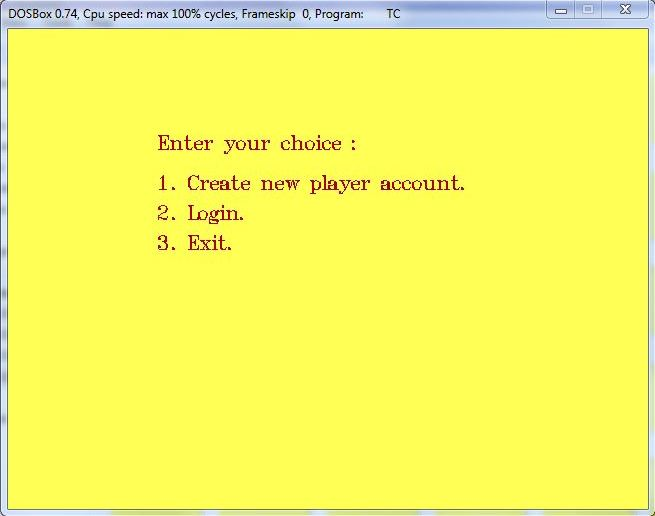 DOSBox 0.74, Cpu speed: max 100% cycles, Frameskip 0, Program: TC
Enter your choice :
1. Create new player account.
2. Login.
3. Exit.